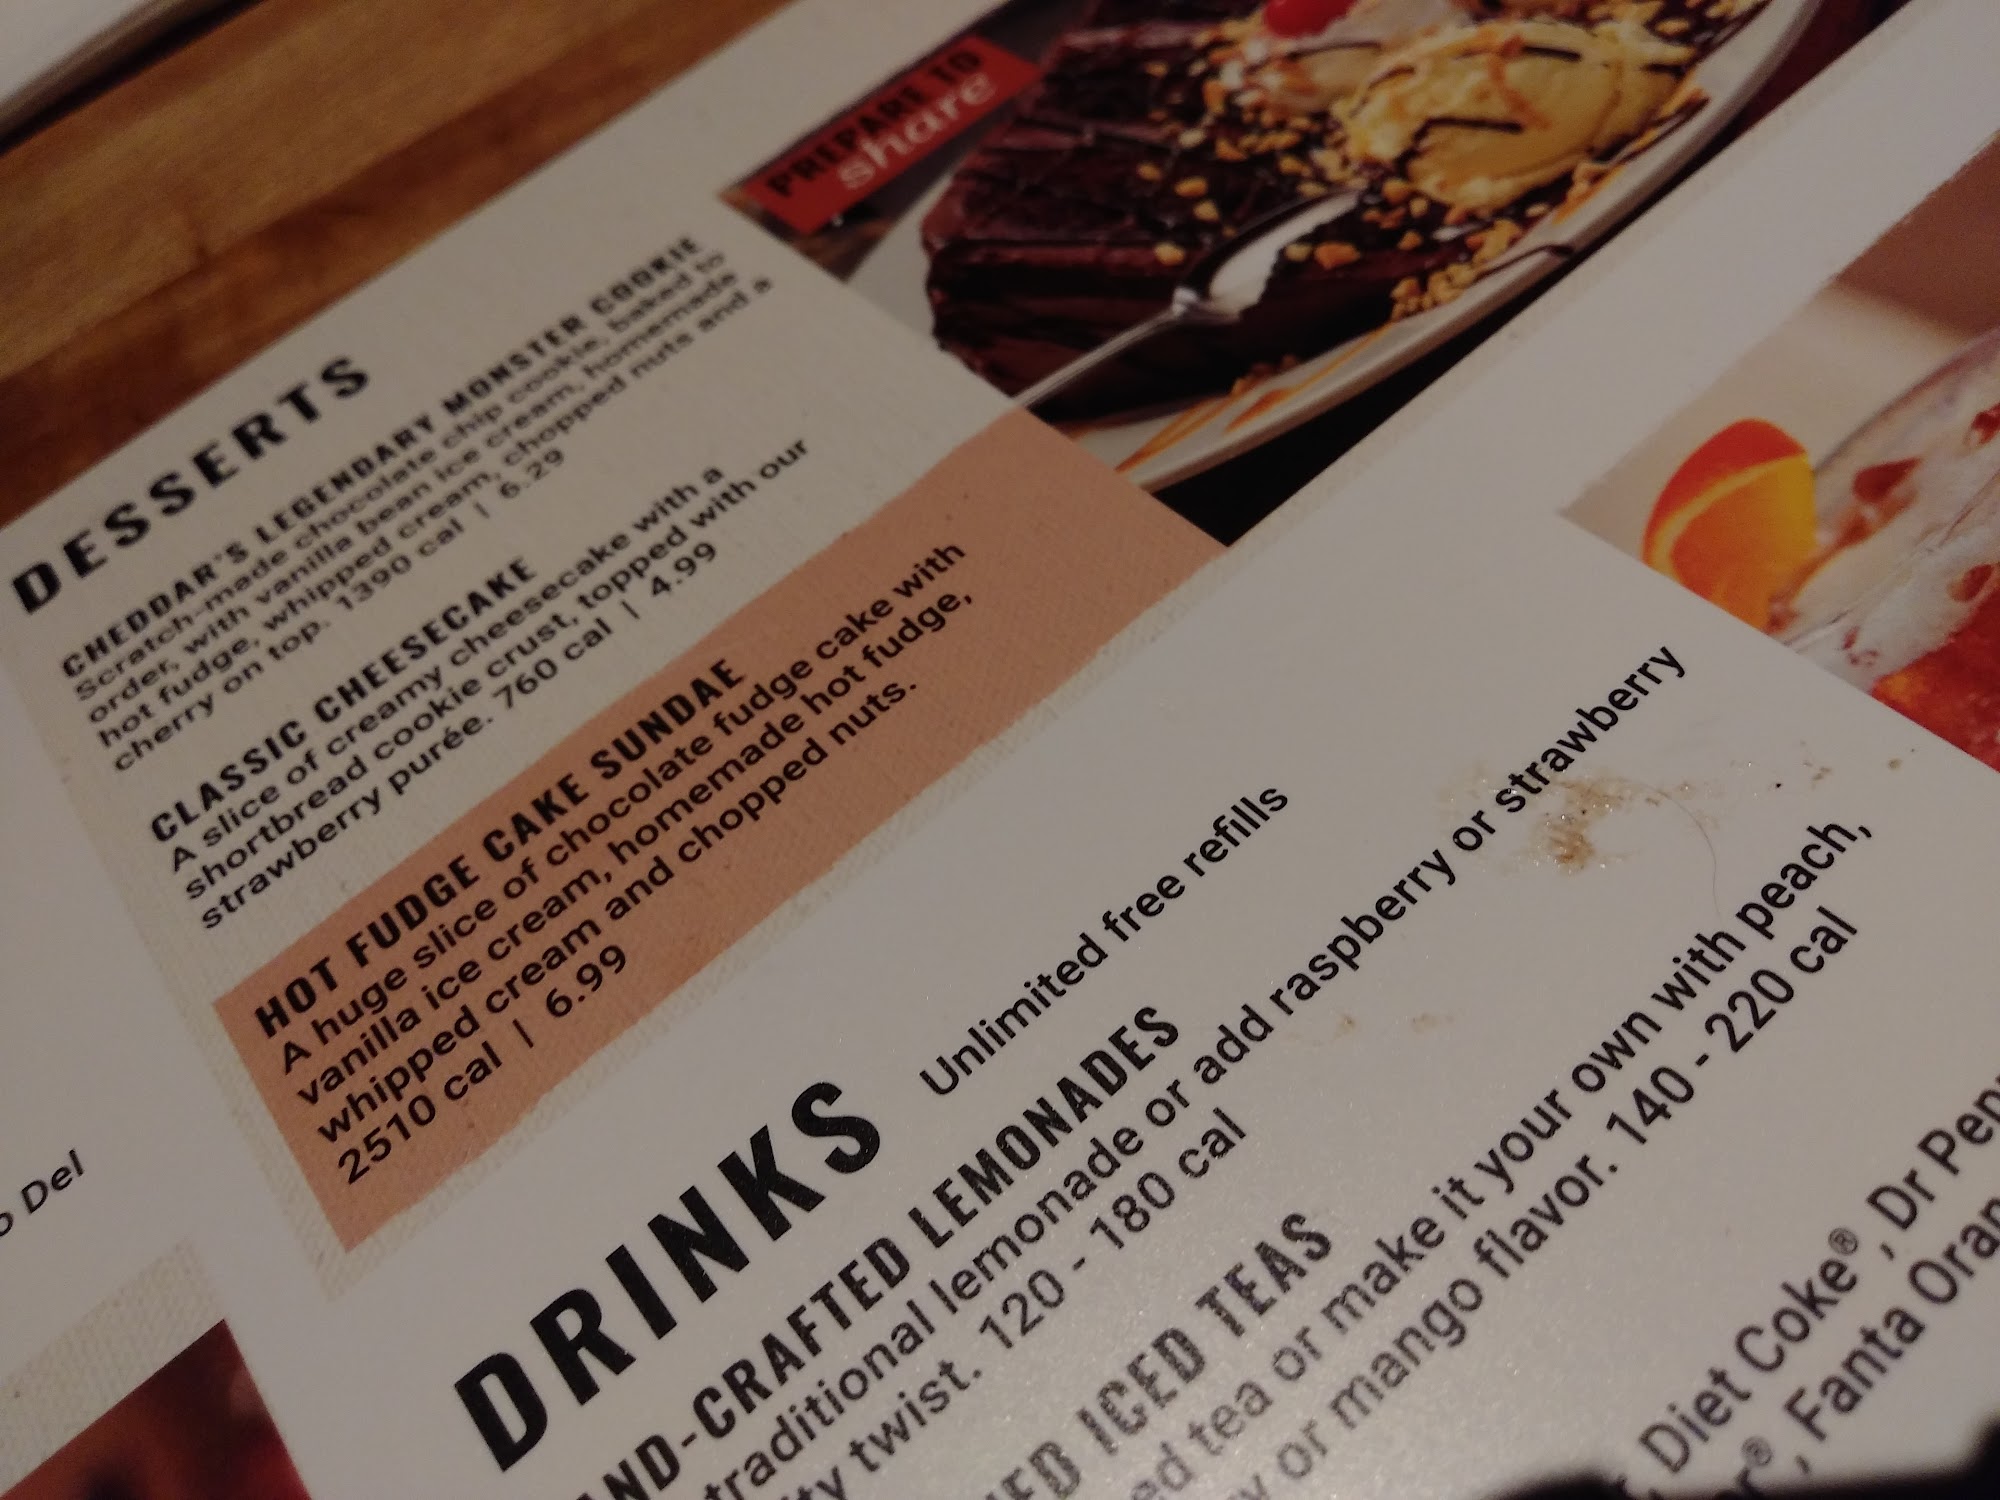 PREPARE TO
share
DESSERTS
CHEDDAR'S LEGENDARY MONSTER COOKIE
Scratch-made chocolate chip cookie, baked to
order, with vanilla bean ice cream, homemade
hot fudge, whipped cream, chopped nuts and a
cherry on top. 1390 cal | 6.29
CLASSIC CHEESECAKE
A slice of creamy cheesecake with a
shortbread cookie crust, topped with our
strawberry purée. 760 cal | 4.99
HOT FUDGE CAKE SUNDAE
A huge slice of chocolate fudge cake with
vanilla ice cream, homemade hot fudge,
whipped cream and chopped nuts.
2510 cal | 6.99
Del
DRINKS Unlimited free refills
AND-CRAFTED LEMONADES
traditional lemonade or add raspberry or strawberry
twist. 120 - 180 cal
ICED TEAS
tea or make it your own with peach,
or mango flavor. 140 - 220 cal
Diet Coke®, Dr Pepp
, Fanta Oran